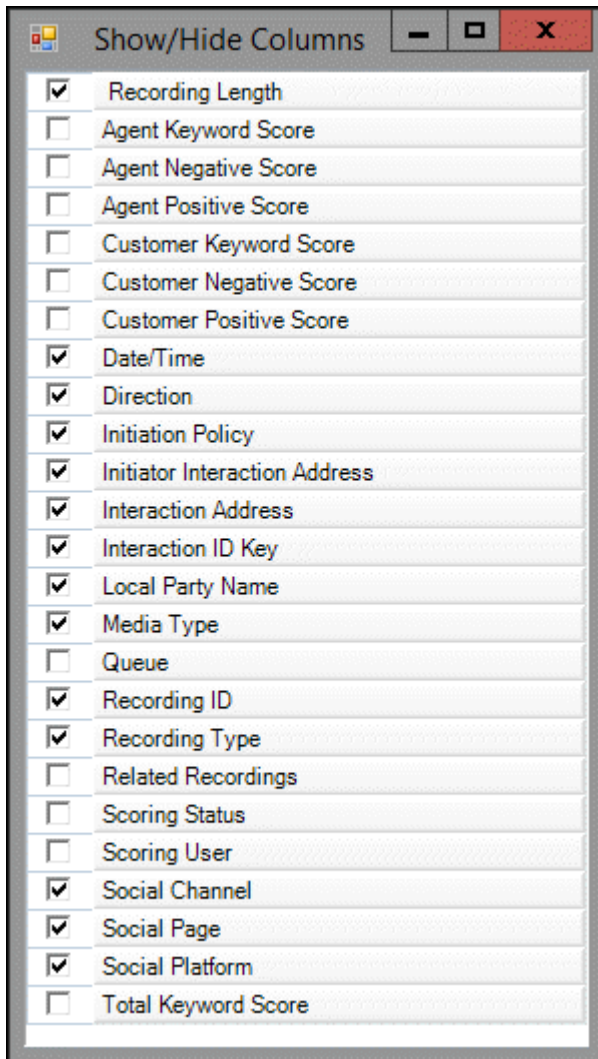 Show/Hide Columns
Recording Length
Agent Keyword Score
Agent Negative Score
Agent Positive Score
Customer Keyword Score
Customer Negative Score
Customer Positive Score
Date/Time
Direction
Initiation Policy
Initiator Interaction Address
Interaction Address
Interaction ID Key
Local Party Name
Media Type
Queue
Recording ID
Recording Type
Related Recordings
Scoring Status
Scoring User
Social Channel
Social Page
Social Platform
Total Keyword Score